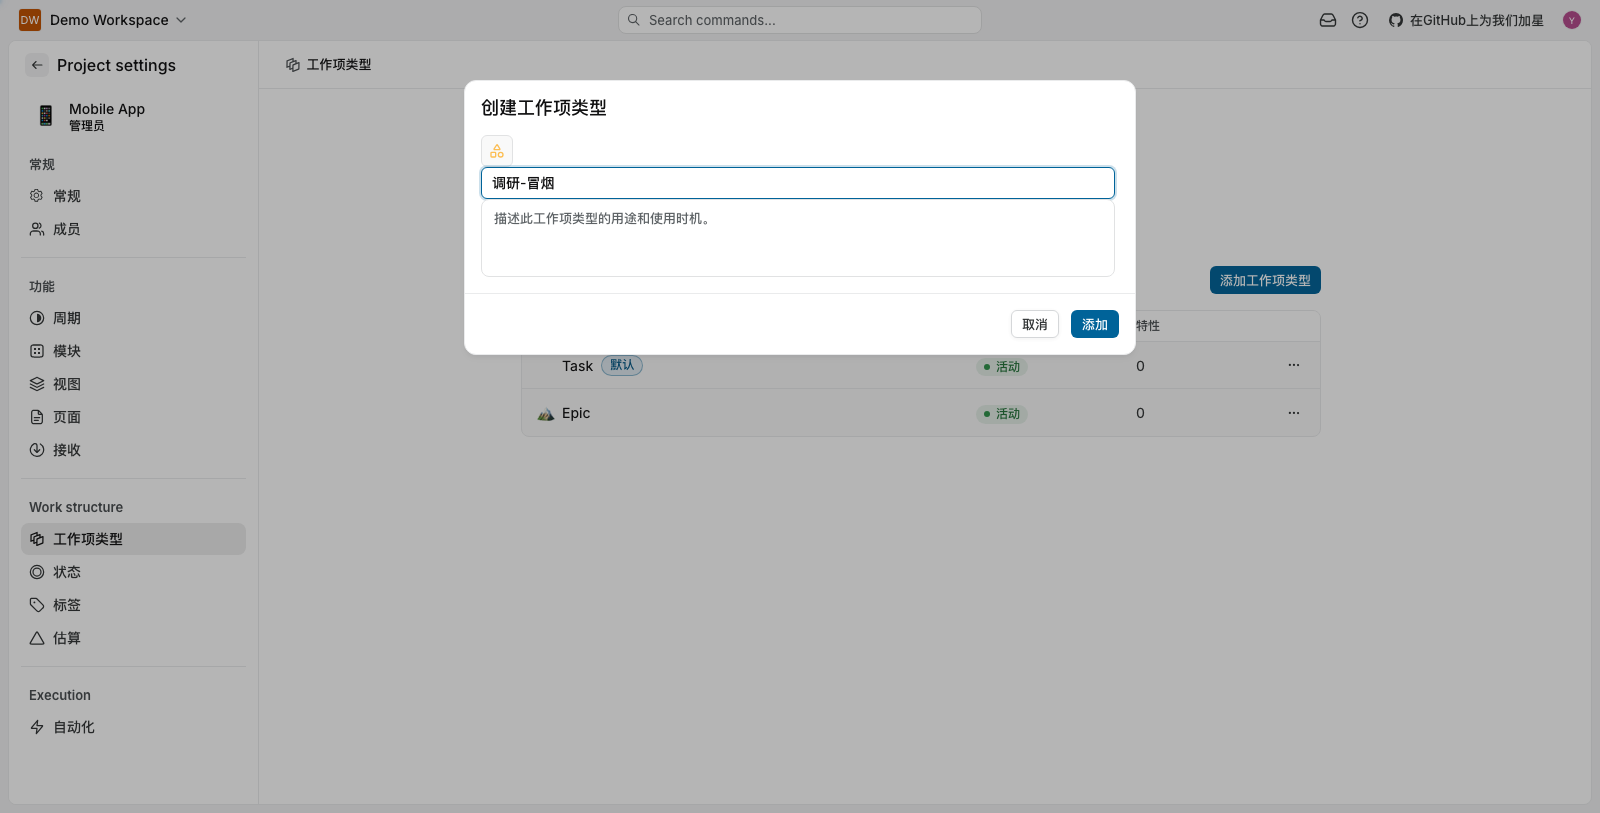 DW Demo Workspace
Search commands...
在GitHub上为我们加星
Y
Project settings
Mobile App
管理员
常规
常规
成员
功能
周期
模块
视图
页面
接收
Work structure
工作项类型
状态
标签
估算
Execution
自动化
工作项类型
创建工作项类型
调研-冒烟
描述此工作项类型的用途和使用时机。
取消
添加
添加工作项类型
特性
Task 默认 活动 0
Epic 活动 0